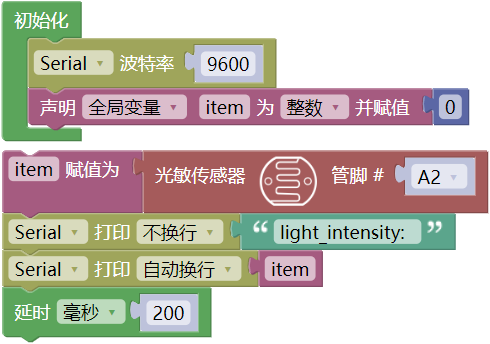 初始化
Serial 波特率 9600
声明 全局变量 item 为 整数 并赋值 0
item 赋值为 光敏传感器 管脚 # A2
Serial 打印 不换行 “ light_intensity: ”
Serial 打印 自动换行 item
延时 毫秒 200